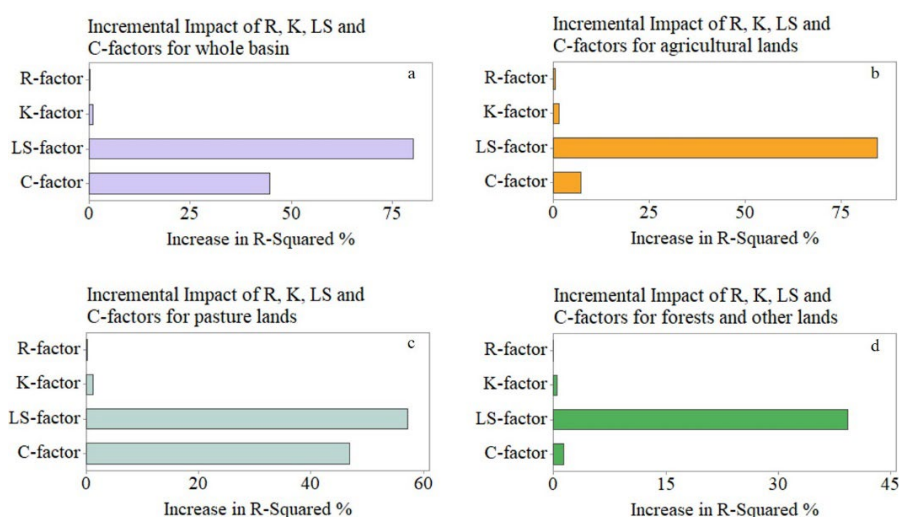 Incremental Impact of R, K, LS and
C-factors for whole basin
a
R-factor
K-factor
LS-factor
C-factor
0 25 50 75
Increase in R-Squared %
Incremental Impact of R, K, LS and
C-factors for agricultural lands
b
R-factor
K-factor
LS-factor
C-factor
0 25 50 75
Increase in R-Squared %
Incremental Impact of R, K, LS and
C-factors for pasture lands
c
R-factor
K-factor
LS-factor
C-factor
0 20 40 60
Increase in R-Squared %
Incremental Impact of R, K, LS and
C-factors for forests and other lands
d
R-factor
K-factor
LS-factor
C-factor
0 15 30 45
Increase in R-Squared %